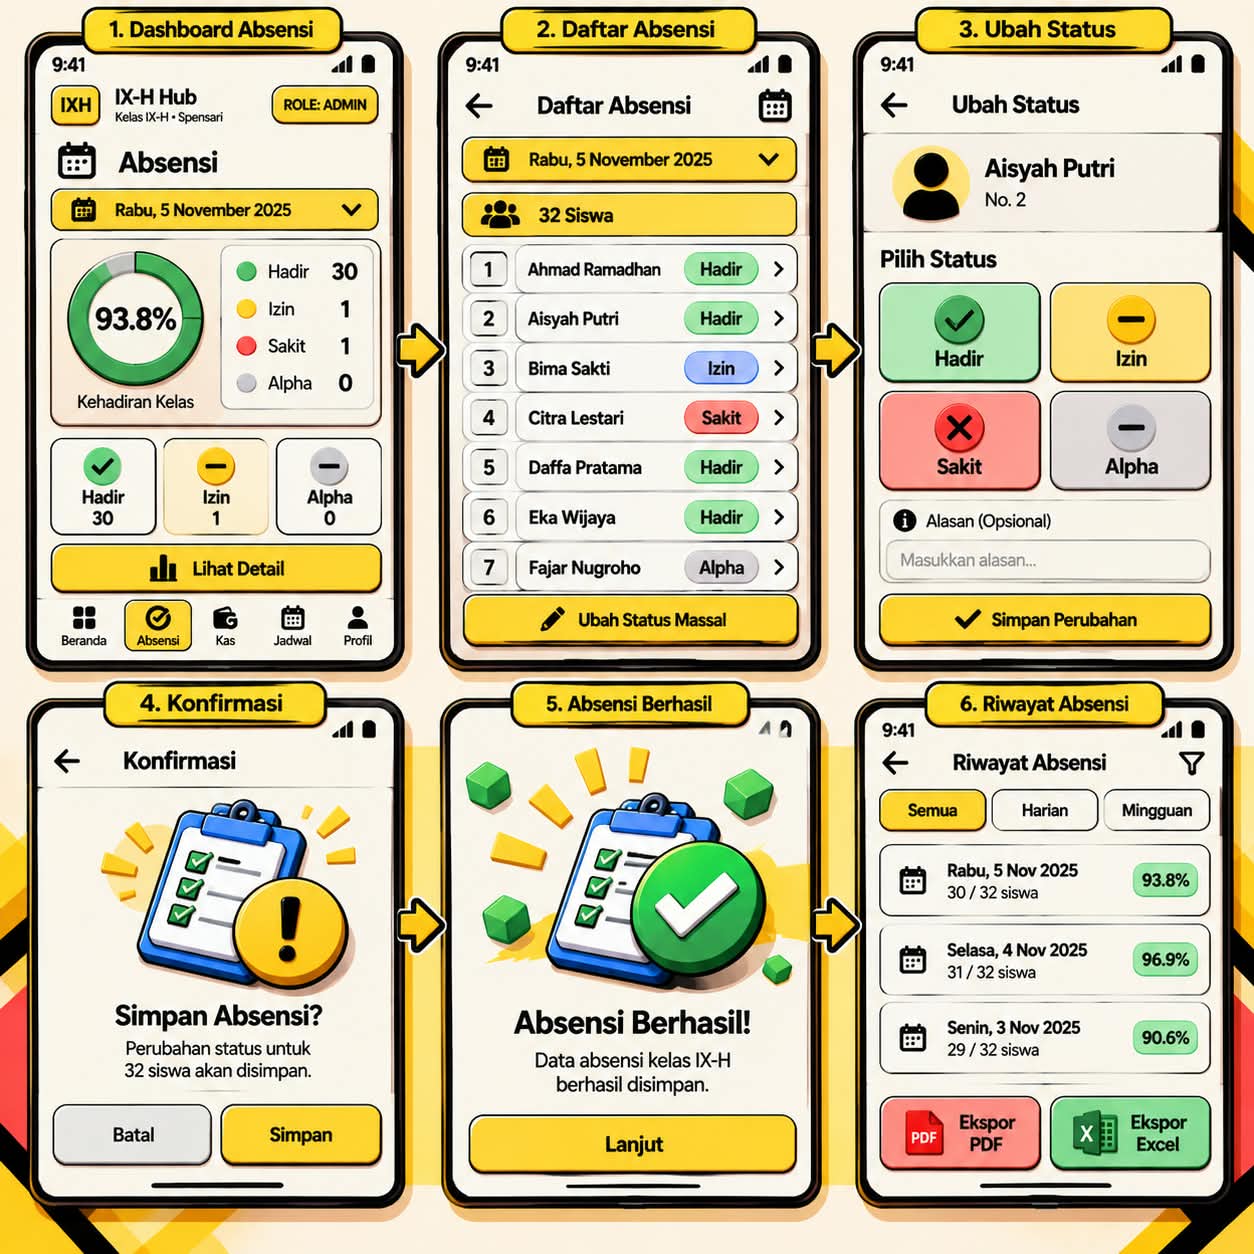 1. Dashboard Absensi
9:41
IXH
IX-H Hub
Kelas IX-H • Spensari
ROLE: ADMIN
Absensi
Rabu, 5 November 2025
93.8%
Kehadiran Kelas
Hadir 30
Izin 1
Sakit 1
Alpha 0
Hadir
30
Izin
1
Alpha
0
Lihat Detail
Beranda
Absensi
Kas
Jadwal
Profil
2. Daftar Absensi
9:41
Daftar Absensi
Rabu, 5 November 2025
32 Siswa
1 Ahmad Ramadhan Hadir
2 Aisyah Putri Hadir
3 Bima Sakti Izin
4 Citra Lestari Sakit
5 Daffa Pratama Hadir
6 Eka Wijaya Hadir
7 Fajar Nugroho Alpha
Ubah Status Massal
3. Ubah Status
9:41
Ubah Status
Aisyah Putri
No. 2
Pilih Status
Hadir
Izin
Sakit
Alpha
Alasan (Opsional)
Masukkan alasan...
Simpan Perubahan
4. Konfirmasi
Konfirmasi
Simpan Absensi?
Perubahan status untuk
32 siswa akan disimpan.
Batal
Simpan
5. Absensi Berhasil
Absensi Berhasil!
Data absensi kelas IX-H
berhasil disimpan.
Lanjut
6. Riwayat Absensi
9:41
Riwayat Absensi
Semua
Harian
Mingguan
Rabu, 5 Nov 2025
30 / 32 siswa
93.8%
Selasa, 4 Nov 2025
31 / 32 siswa
96.9%
Senin, 3 Nov 2025
29 / 32 siswa
90.6%
PDF
Ekspor
PDF
X
Ekspor
Excel